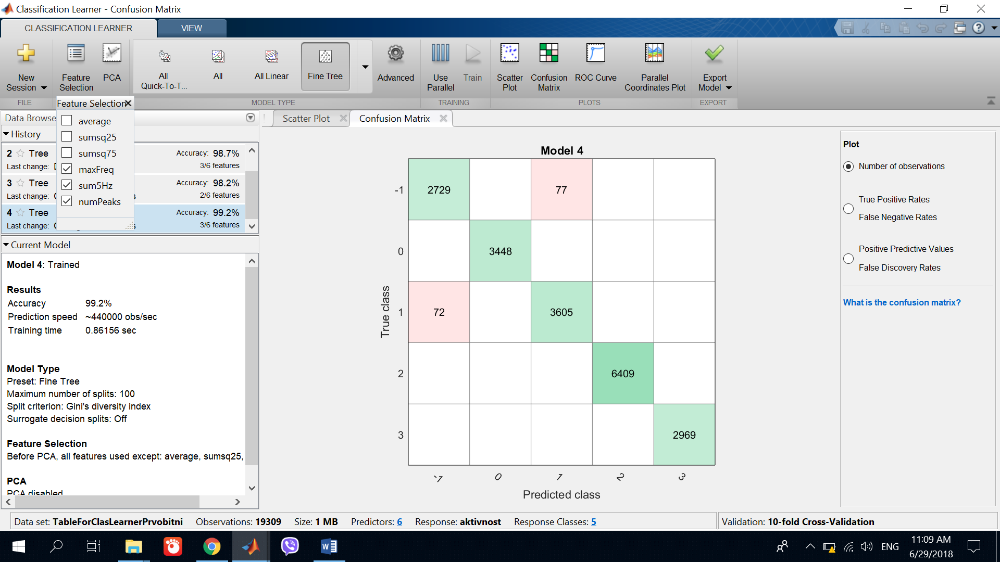 Classification Learner - Confusion Matrix
CLASSIFICATION LEARNER
VIEW
New Session
Feature Selection
PCA
All Quick-To-T...
All
All Linear
Fine Tree
Advanced
Use Parallel
Train
Scatter Plot
Confusion Matrix
ROC Curve
Parallel Coordinates Plot
Export Model
FILE
MODEL TYPE
TRAINING
PLOTS
EXPORT
Feature Selection
average
sumsq25
sumsq75
maxFreq
sum5Hz
numPeaks
Data Browse
History
2 Tree Accuracy: 98.7%
Last change: 3/6 features
3 Tree Accuracy: 98.2%
Last change: 2/6 features
4 Tree Accuracy: 99.2%
Last change: 3/6 features
Current Model
Model 4: Trained
Results
Accuracy 99.2%
Prediction speed ~440000 obs/sec
Training time 0.86156 sec
Model Type
Preset: Fine Tree
Maximum number of splits: 100
Split criterion: Gini's diversity index
Surrogate decision splits: Off
Feature Selection
Before PCA, all features used except: average, sumsq25,
PCA
PCA disabled
Scatter Plot
Confusion Matrix
Model 4
True class
-1 2729 77
0 3448
1 72 3605
2 6409
3 2969
-1 0 1 2 3
Predicted class
Plot
Number of observations
True Positive Rates
False Negative Rates
Positive Predictive Values
False Discovery Rates
What is the confusion matrix?
Data set: TableForClasLearnerPrvobitni Observations: 19309 Size: 1 MB Predictors: 6 Response: aktivnost Response Classes: 5
Validation: 10-fold Cross-Validation
ENG
11:09 AM
6/29/2018